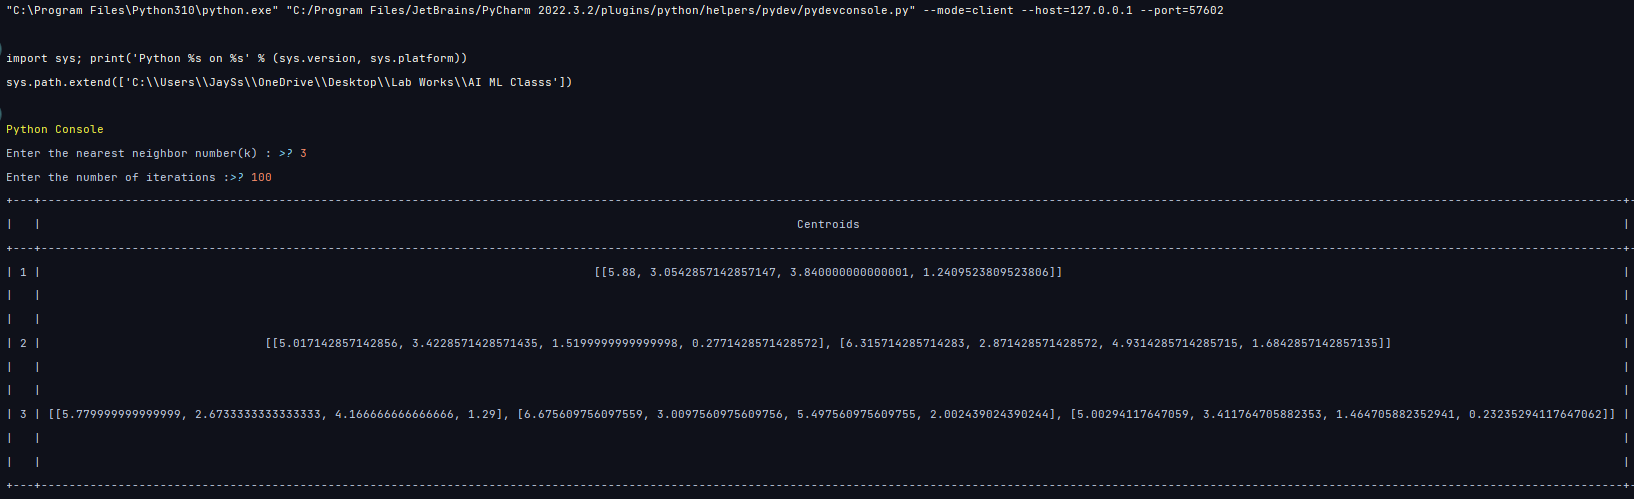 "C:\Program Files\Python310\python.exe" "C:/Program Files/JetBrains/PyCharm 2022.3.2/plugins/python/helpers/pydev/pydevconsole.py" --mode=client --host=127.0.0.1 --port=57602
import sys; print('Python %s on %s' % (sys.version, sys.platform))
sys.path.extend(['C:\\Users\\JaySs\\OneDrive\\Desktop\\Lab Works\\AI ML Classs'])
Python Console
Enter the nearest neighbor number(k) : >? 3
Enter the number of iterations :>? 100
Centroids
| 1 | [[5.88, 3.0542857142857147, 3.840000000000001, 1.2409523809523806]] |
| 2 | [[5.017142857142856, 3.4228571428571435, 1.5199999999999998, 0.2771428571428572], [6.315714285714283, 2.871428571428572, 4.9314285714285715, 1.6842857142857135]] |
| 3 | [[5.779999999999999, 2.6733333333333333, 4.166666666666666, 1.29], [6.675609756097559, 3.0097560975609756, 5.497560975609755, 2.002439024390244], [5.00294117647059, 3.411764705882353, 1.464705882352941, 0.23235294117647062]] |